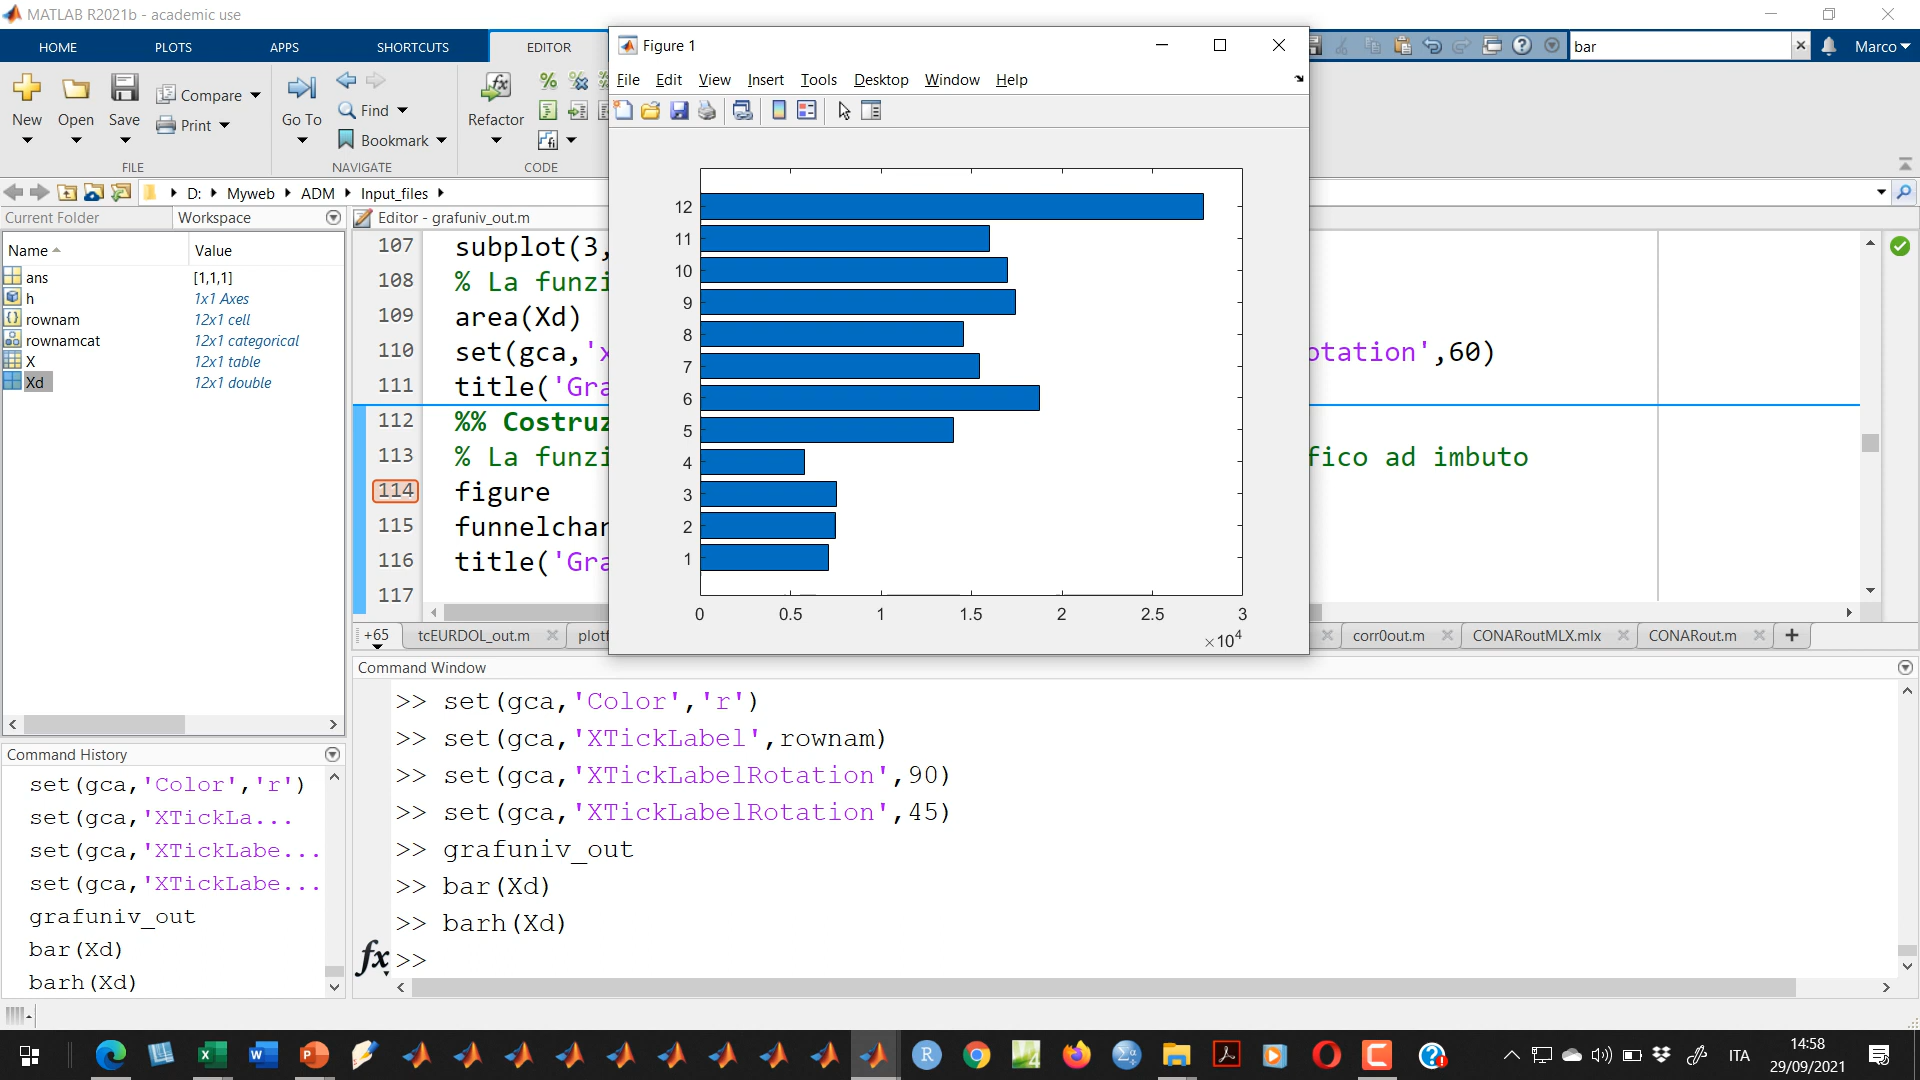 MATLAB R2021b - academic use
HOME PLOTS APPS SHORTCUTS EDITOR
bar
Marco
New
Open
Save
Compare
Print
FILE
Go To
Find
Bookmark
NAVIGATE
Refactor
CODE
D: Myweb ADM Input_files
Current Folder
Workspace
Name Value
ans [1,1,1]
h 1x1 Axes
rownam 12x1 cell
rownamcat 12x1 categorical
X 12x1 table
Xd 12x1 double
Command History
set(gca,'Color','r')
set(gca,'XTickLa...
set(gca,'XTickLabe...
set(gca,'XTickLabe...
grafuniv_out
bar(Xd)
barh(Xd)
Editor - grafuniv_out.m
107 subplot(3,
108 % La funzi
109 area(Xd)
110 set(gca,'x otation',60)
111 title('Gra
112 %% Costruz
113 % La funzi fico ad imbuto
114 figure
115 funnelchar
116 title('Gra
117
+65 tcEURDOL_out.m plot corr0out.m CONARoutMLX.mlx CONARout.m +
Figure 1
File Edit View Insert Tools Desktop Window Help
12
11
10
9
8
7
6
5
4
3
2
1
0 0.5 1 1.5 2 2.5 3
×10⁴
Command Window
>> set(gca,'Color','r')
>> set(gca,'XTickLabel',rownam)
>> set(gca,'XTickLabelRotation',90)
>> set(gca,'XTickLabelRotation',45)
>> grafuniv_out
>> bar(Xd)
>> barh(Xd)
fx >>
ITA
14:58
29/09/2021